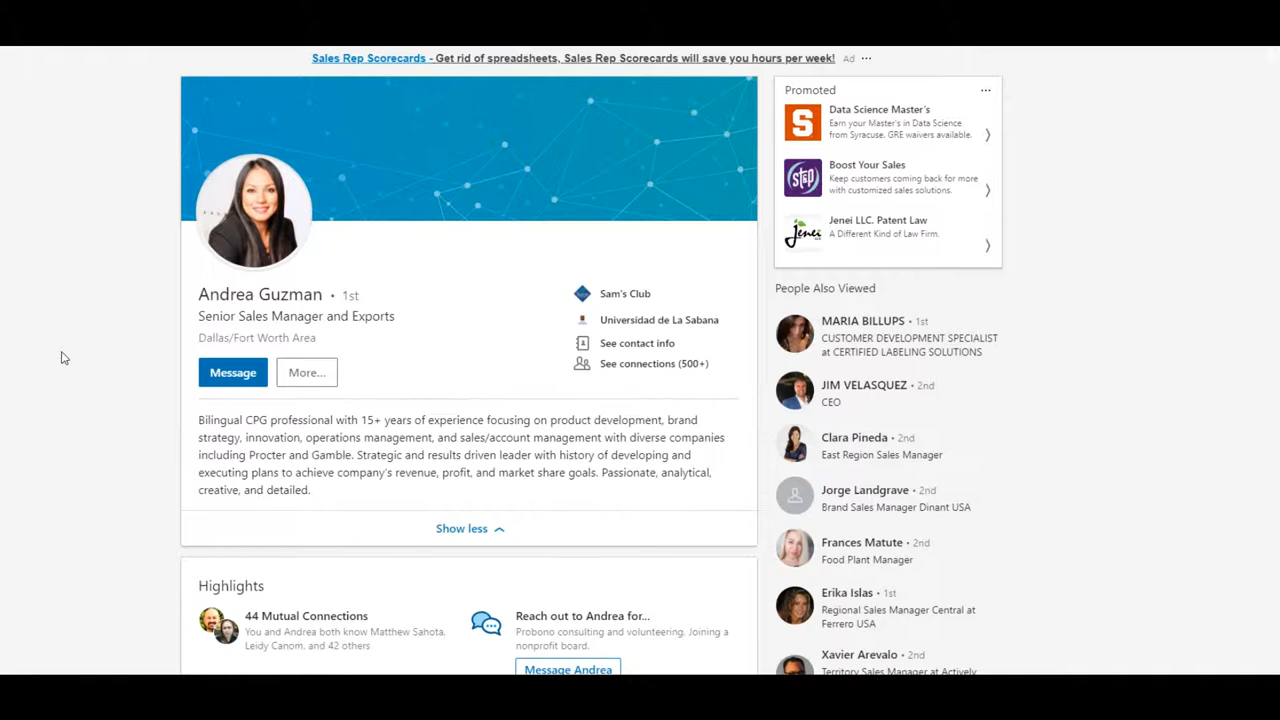 Sales Rep Scorecards - Get rid of spreadsheets, Sales Rep Scorecards will save you hours per week! Ad ···
Andrea Guzman • 1st
Senior Sales Manager and Exports
Dallas/Fort Worth Area
Message
More...
Sam's Club
Universidad de La Sabana
See contact info
See connections (500+)
Bilingual CPG professional with 15+ years of experience focusing on product development, brand
strategy, innovation, operations management, and sales/account management with diverse companies
including Procter and Gamble. Strategic and results driven leader with history of developing and
executing plans to achieve company's revenue, profit, and market share goals. Passionate, analytical,
creative, and detailed.
Show less
Highlights
44 Mutual Connections
You and Andrea both know Matthew Sahota,
Leidy Canom, and 42 others
Reach out to Andrea for...
Probono consulting and volunteering. Joining a
nonprofit board.
Message Andrea
Promoted ···
S
Data Science Master's
Earn your Master's in Data Science
from Syracuse. GRE waivers available.
step
Boost Your Sales
Keep customers coming back for more
with customized sales solutions.
Jenei
Jenei LLC. Patent Law
A Different Kind of Law Firm.
People Also Viewed
MARIA BILLUPS • 1st
CUSTOMER DEVELOPMENT SPECIALIST
at CERTIFIED LABELING SOLUTIONS
JIM VELASQUEZ • 2nd
CEO
Clara Pineda • 2nd
East Region Sales Manager
Jorge Landgrave • 2nd
Brand Sales Manager Dinant USA
Frances Matute • 2nd
Food Plant Manager
Erika Islas • 1st
Regional Sales Manager Central at
Ferrero USA
Xavier Arevalo • 2nd
Territory Sales Manager at Actively